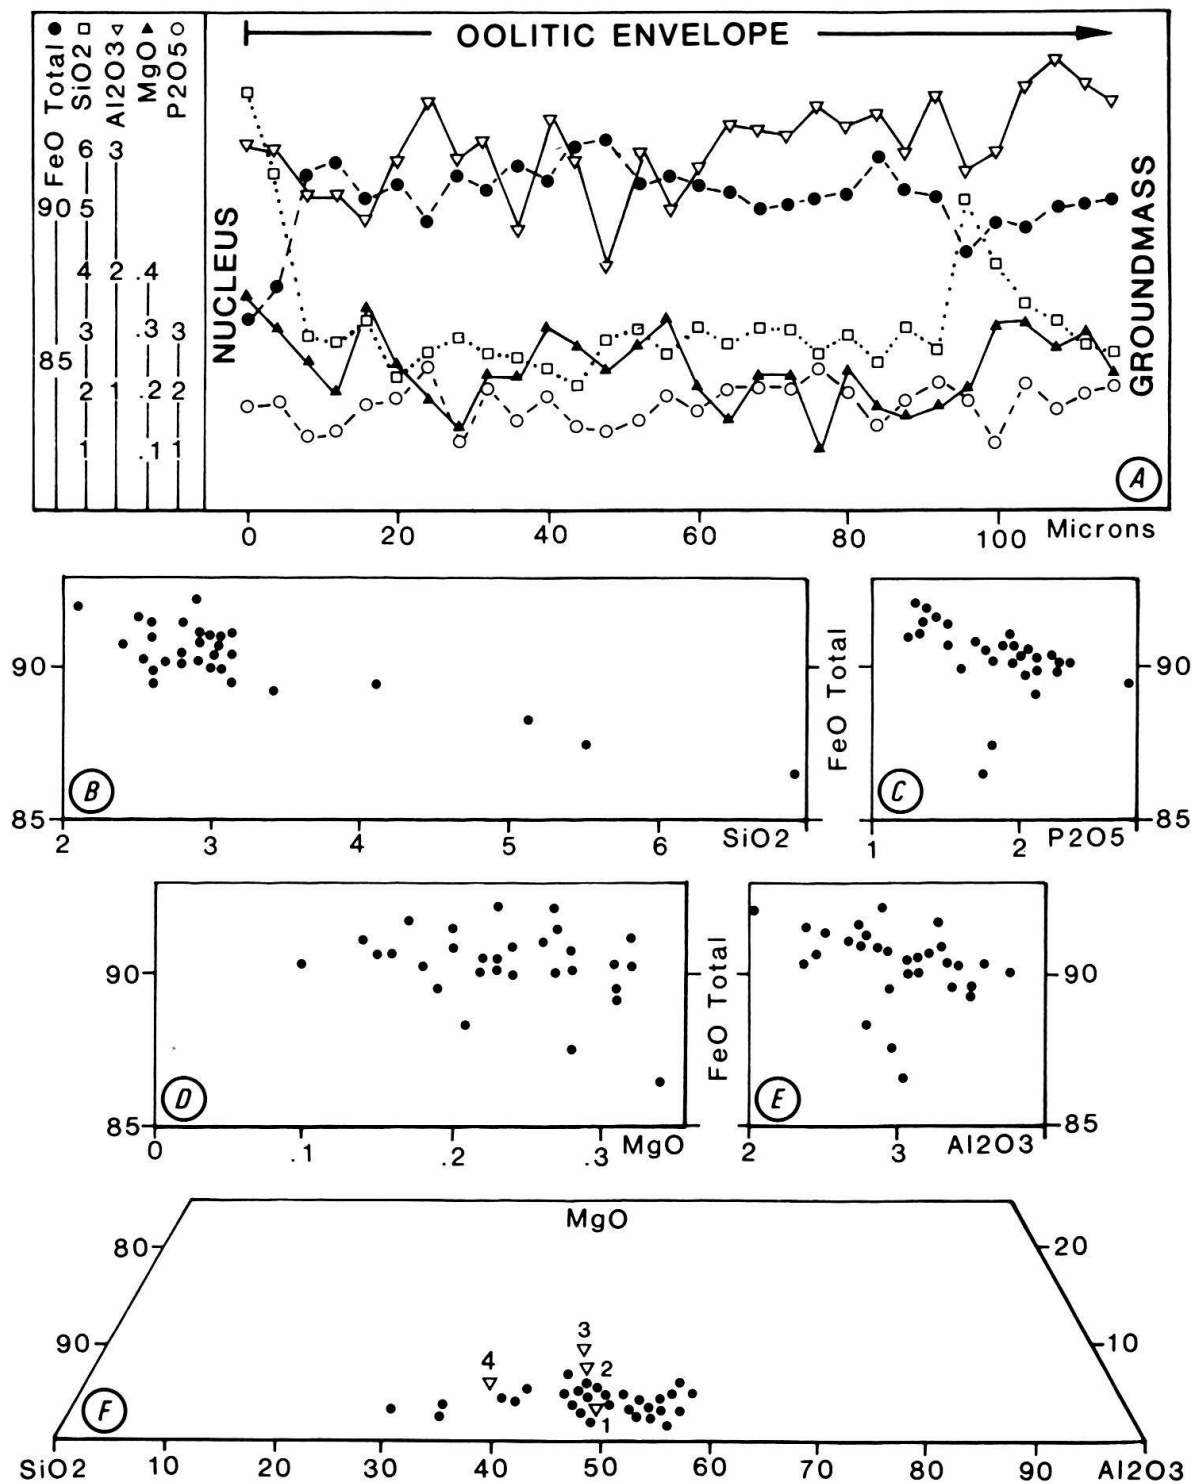 FeO Total
SiO2
Al2O3
MgO
P2O5
OOLITIC ENVELOPE
6 3
90 5
4 2 .4
3 .3 3
85
2 1 .2 2
1 .1 1
NUCLEUS
GROUNDMASS
A
0 20 40 60 80 100 Microns
90
85
B
2 3 4 5 6 SiO2
FeO Total
90
85
C
1 2 P2O5
90
85
D
0 .1 .2 .3 MgO
FeO Total
90
85
E
2 3 Al2O3
MgO
80 20
90 10
3
4
2
1
F
SiO2 10 20 30 40 50 60 70 80 90 Al2O3